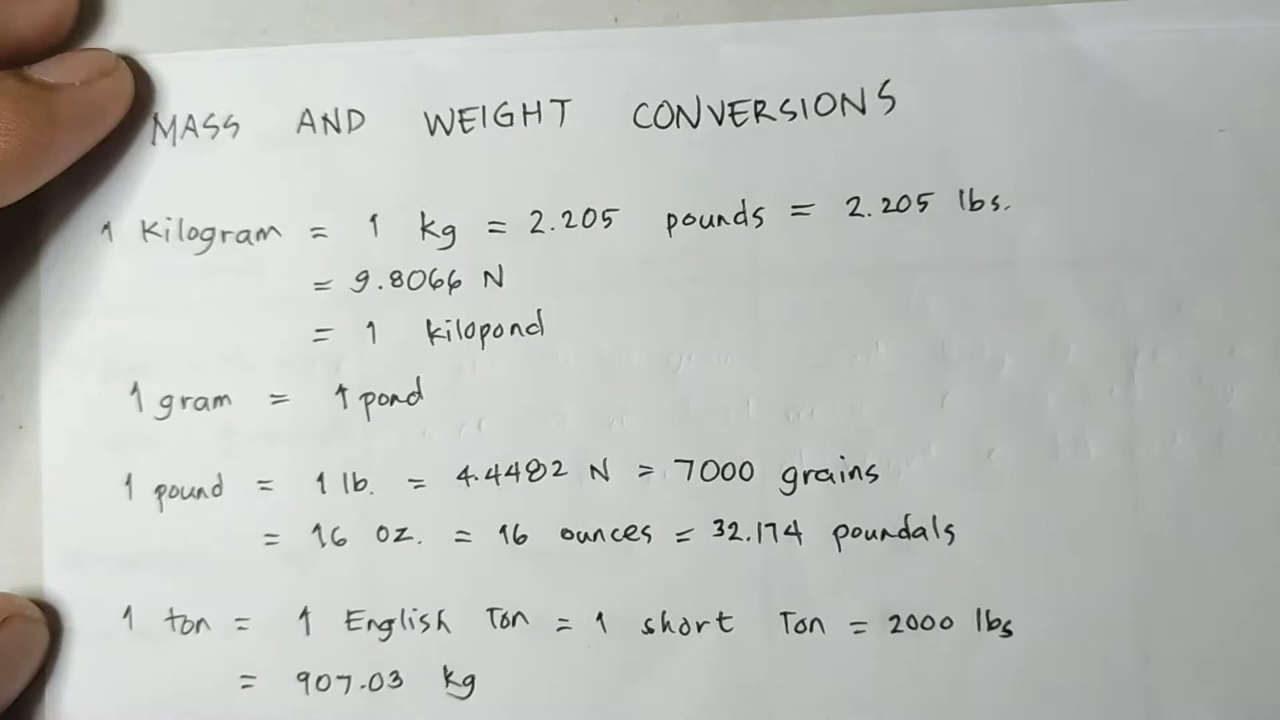 MASS AND WEIGHT CONVERSIONS
1 Kilogram = 1 kg = 2.205 pounds = 2.205 lbs.
= 9.8066 N
= 1 kilopond
1 gram = 1 pond
1 pound = 1 lb. = 4.4482 N = 7000 grains
= 16 oz. = 16 ounces = 32.174 poundals
1 ton = 1 English Ton = 1 short Ton = 2000 lbs
= 907.03 kg